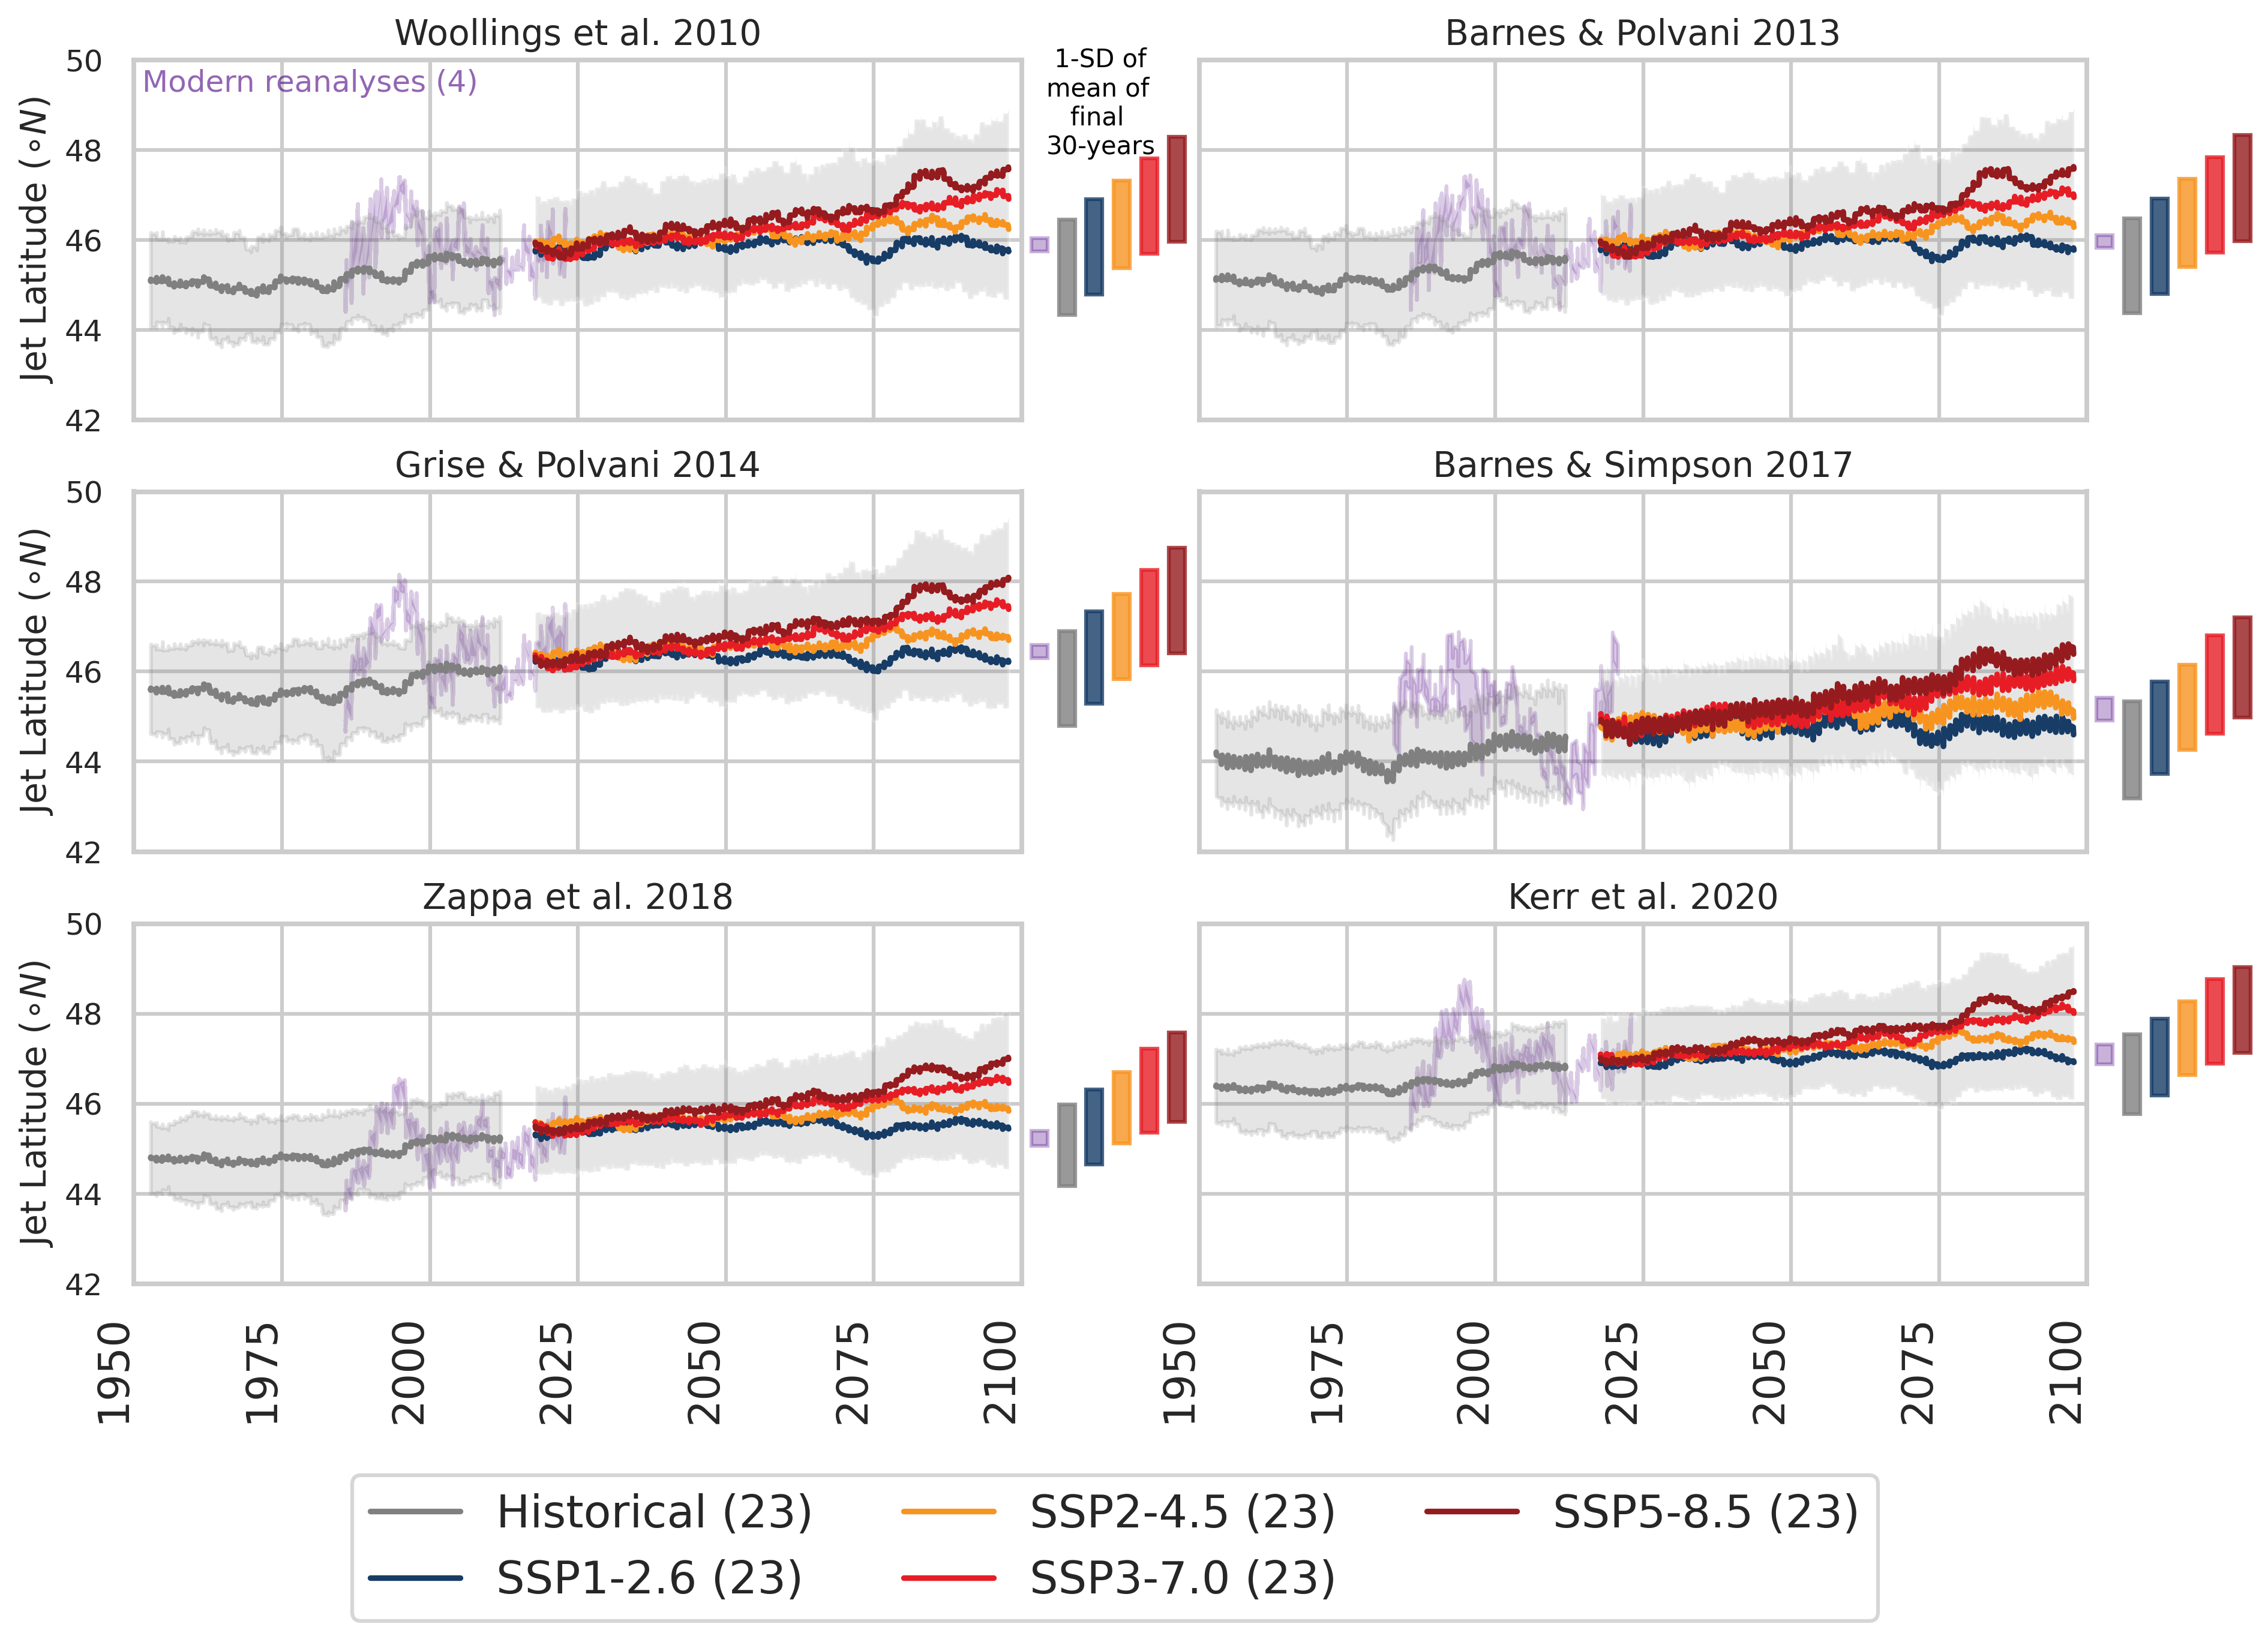 Woollings et al. 2010
Barnes & Polvani 2013
50
48
46
44
42
Jet Latitude (∘N)
Modern reanalyses (4)
1-SD of
mean of
final
30-years
Grise & Polvani 2014
Barnes & Simpson 2017
50
48
46
44
42
Jet Latitude (∘N)
Zappa et al. 2018
Kerr et al. 2020
50
48
46
44
42
Jet Latitude (∘N)
1950
1975
2000
2025
2050
2075
2100
1950
1975
2000
2025
2050
2075
2100
Historical (23)
SSP1-2.6 (23)
SSP2-4.5 (23)
SSP3-7.0 (23)
SSP5-8.5 (23)